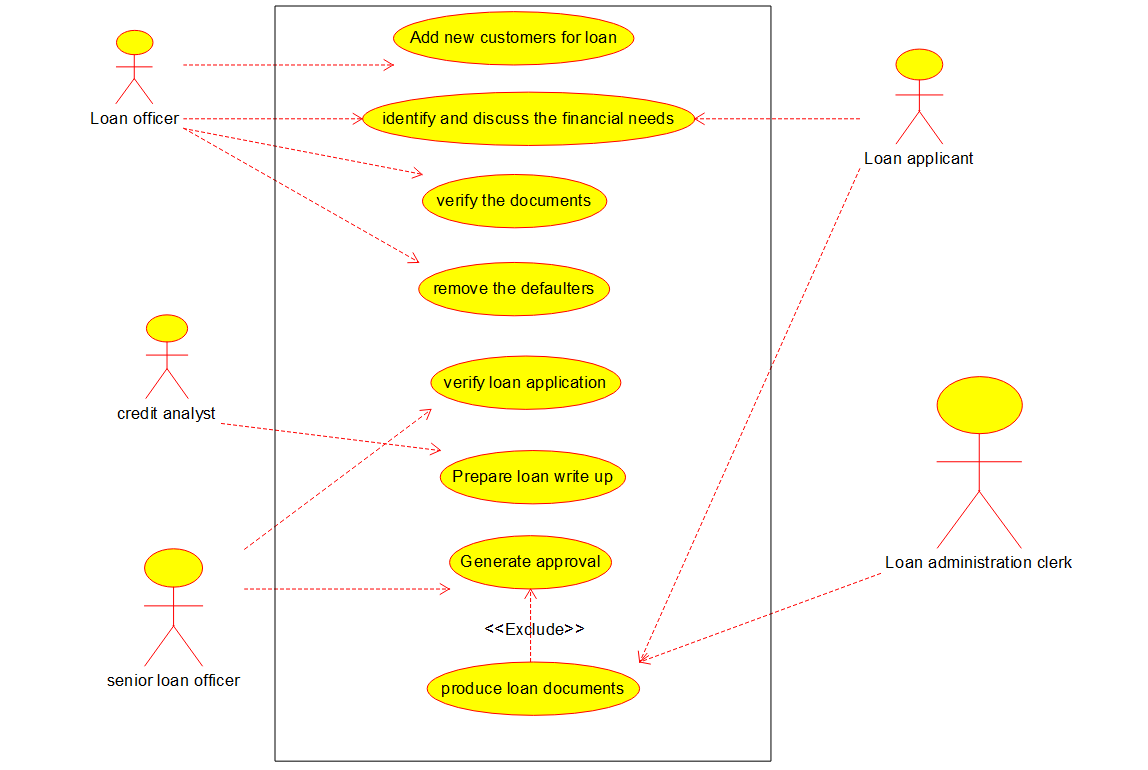 Add new customers for loan
Loan officer
identify and discuss the financial needs
Loan applicant
verify the documents
remove the defaulters
verify loan application
credit analyst
Prepare loan write up
Generate approval
Loan administration clerk
<<Exclude>>
senior loan officer
produce loan documents